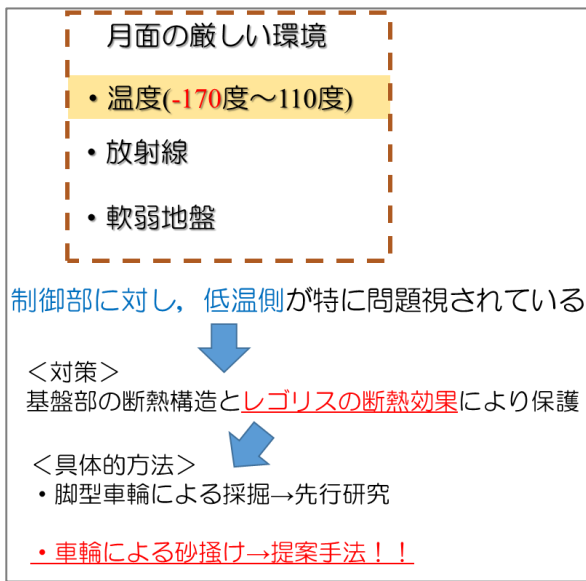 月面の厳しい環境
・温度(-170度～110度)
・放射線
・軟弱地盤
制御部に対し，低温側が特に問題視されている
＜対策＞
基盤部の断熱構造とレゴリスの断熱効果により保護
＜具体的方法＞
・脚型車輪による採掘→先行研究
・車輪による砂掻け→提案手法！！